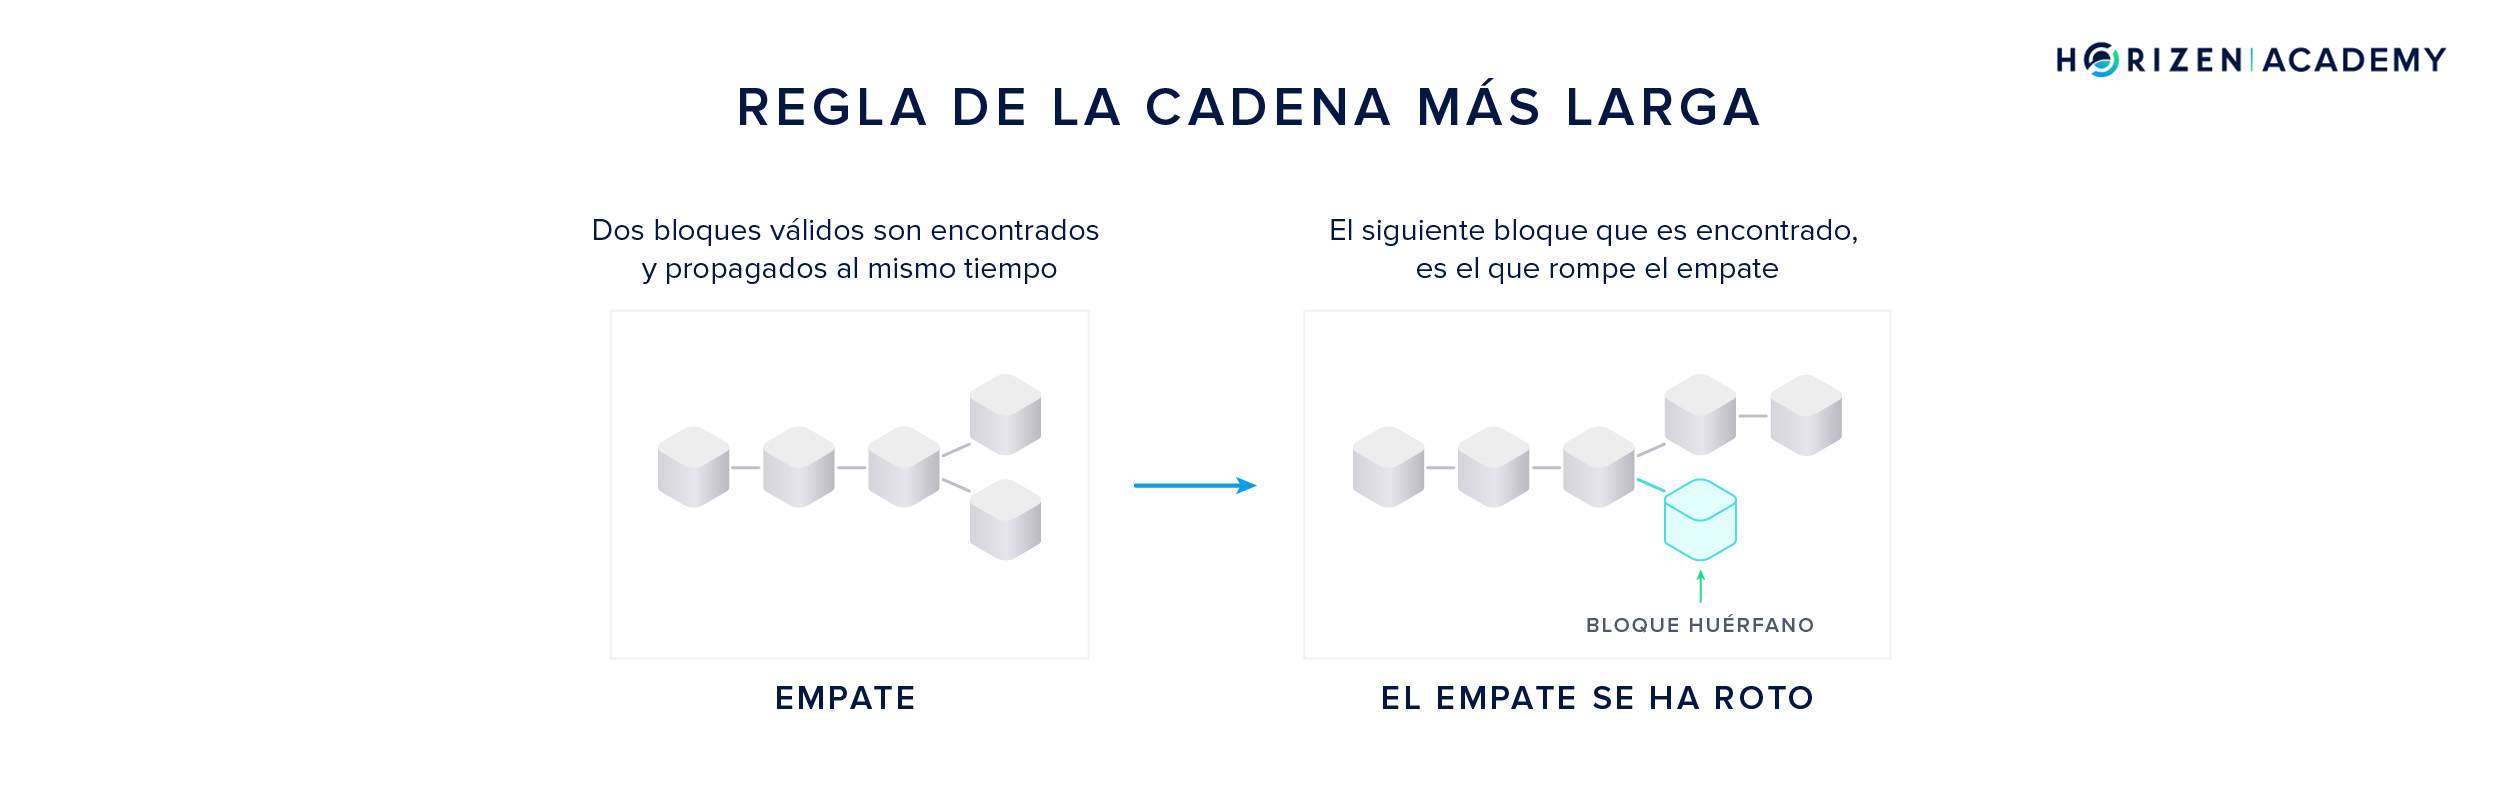 HORIZEN | ACADEMY
REGLA DE LA CADENA MÁS LARGA
Dos bloques válidos son encontrados
y propagados al mismo tiempo
El siguiente bloque que es encontrado,
es el que rompe el empate
BLOQUE HUÉRFANO
EMPATE
EL EMPATE SE HA ROTO